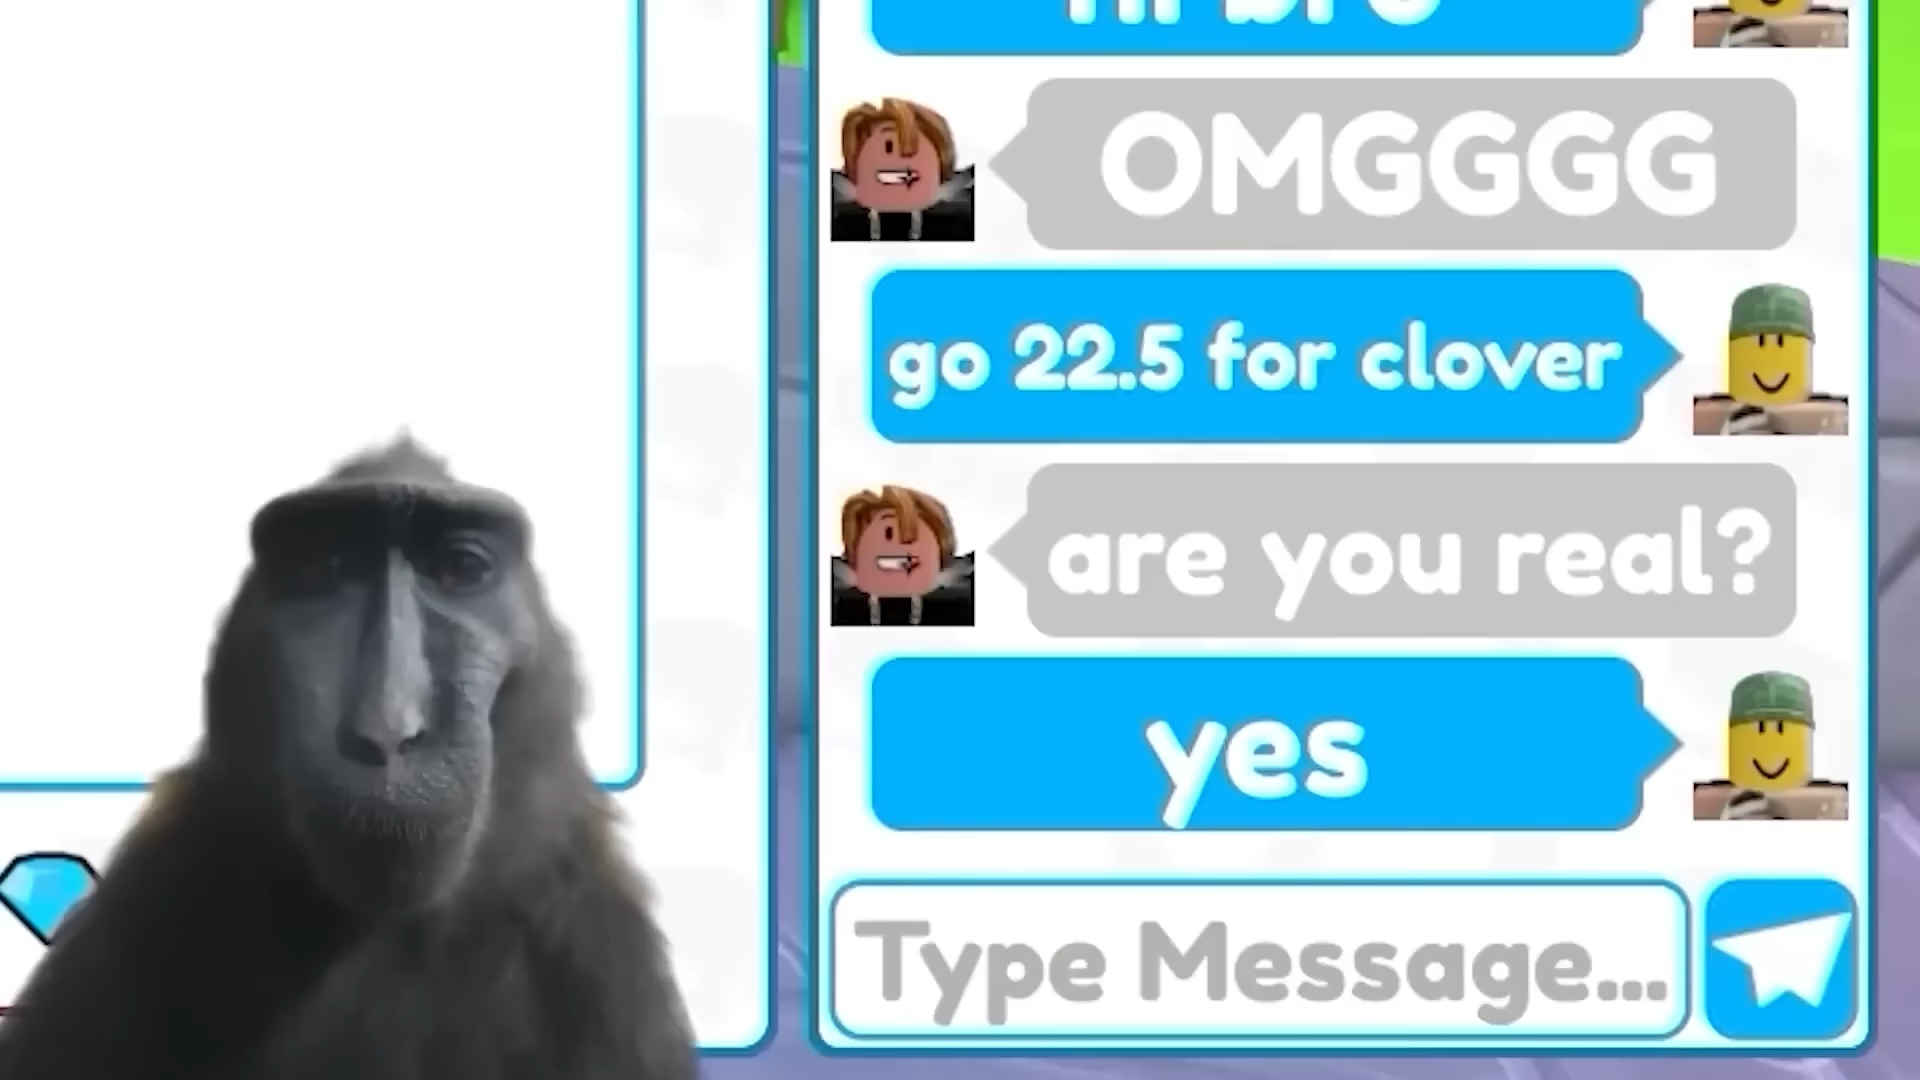 OMGGGG
go 22.5 for clover
are you real?
yes
Type Message...